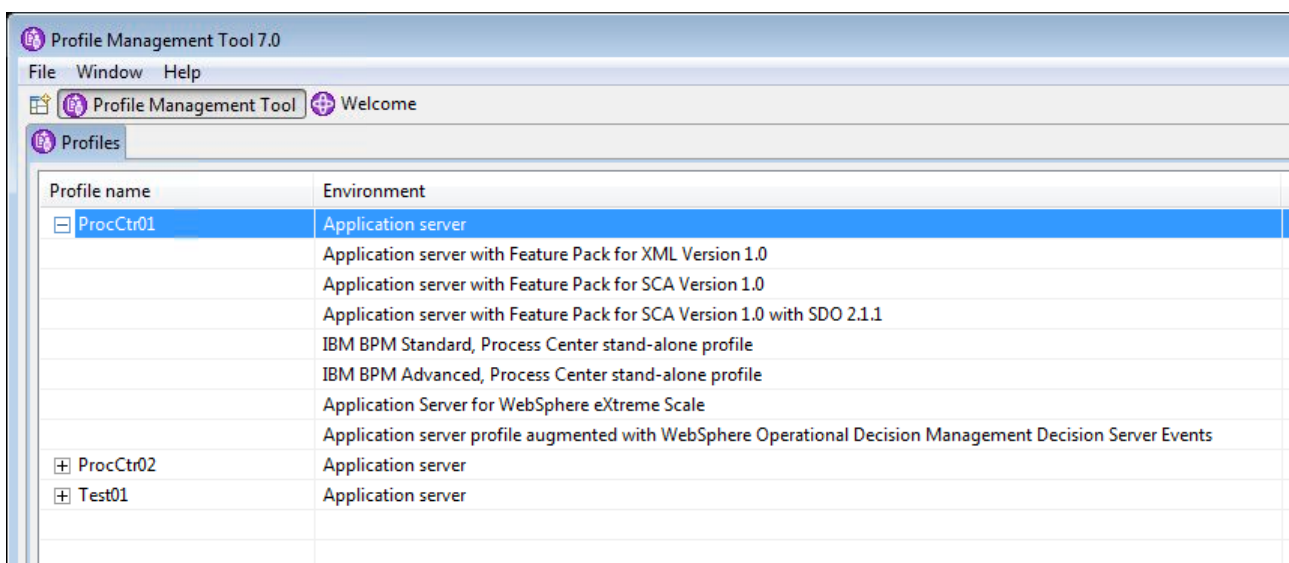 Profile Management Tool 7.0
File Window Help
Profile Management Tool Welcome
Profiles
Profile name Environment
ProcCtr01 Application server
Application server with Feature Pack for XML Version 1.0
Application server with Feature Pack for SCA Version 1.0
Application server with Feature Pack for SCA Version 1.0 with SDO 2.1.1
IBM BPM Standard, Process Center stand-alone profile
IBM BPM Advanced, Process Center stand-alone profile
Application Server for WebSphere eXtreme Scale
Application server profile augmented with WebSphere Operational Decision Management Decision Server Events
ProcCtr02 Application server
Test01 Application server